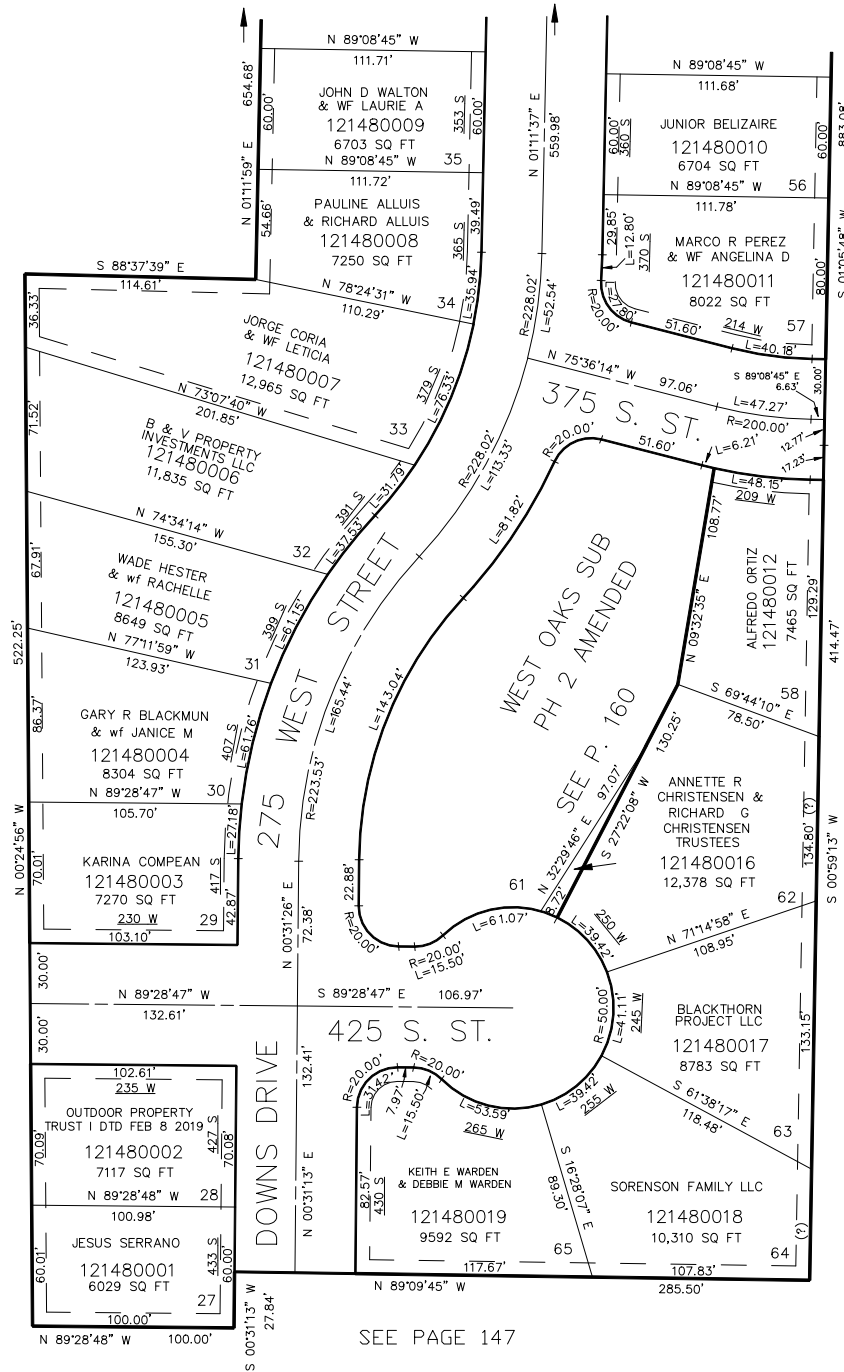 N 89°08'45" W
111.71'
654.68'
N 01°11'59" E
60.00'
JOHN D WALTON
& WF LAURIE A
121480009
6703 SQ FT
353 S
60.00'
N 89°08'45" W
35
111.72'
54.66'
PAULINE ALLUIS
& RICHARD ALLUIS
121480008
7250 SQ FT
365 S
39.49'
L=35.94'
34
N 78°24'31" W
110.29'
N 01°11'37" E
559.98'
R=228.02'
L=52.54'
N 89°08'45" W
111.68'
60.00'
360 S
JUNIOR BELIZAIRE
121480010
6704 SQ FT
60.00'
883.08'
N 89°08'45" W
56
111.78'
29.85'
L=12.80'
370 S
MARCO R PEREZ
& WF ANGELINA D
121480011
8022 SQ FT
80.00'
S 01°05'48" W
R=20.00'
L=27.80'
51.60'
214 W
57
L=40.18'
S 88°37'39" E
114.61'
36.33'
JORGE CORIA
& WF LETICIA
121480007
12,965 SQ FT
379 S
L=76.33'
33
N 73°07'40" W
201.85'
N 75°36'14" W
97.06'
S 89°08'45" E
6.63'
30.00'
L=47.27'
R=200.00'
12.77'
17.23'
375 S. ST.
R=20.00'
51.60'
L=6.21'
L=48.15'
209 W
71.52'
B & V PROPERTY
INVESTMENTS LLC
121480006
11,835 SQ FT
391 S
L=31.79'
L=37.53'
32
N 74°34'14" W
155.30'
R=228.02'
L=113.33'
L=81.82'
67.91'
WADE HESTER
& wf RACHELLE
121480005
8649 SQ FT
399 S
L=61.15'
31
N 77°11'59" W
123.93'
522.25'
N 00°24'56" W
86.37'
GARY R BLACKMUN
& wf JANICE M
121480004
8304 SQ FT
407 S
L=61.76'
N 89°28'47" W
30
105.70'
275 WEST STREET
L=165.44'
R=223.53'
L=143.04'
WEST OAKS SUB
PH 2 AMENDED
SEE P. 160
108.77'
N 09°32'35" E
ALFREDO ORTIZ
121480012
7465 SQ FT
129.29'
414.47'
58
S 69°44'10" E
78.50'
130.25'
S 27°22'08" W
97.07'
N 32°29'46" E
ANNETTE R
CHRISTENSEN &
RICHARD G
CHRISTENSEN
TRUSTEES
121480016
12,378 SQ FT
134.80' (?)
S 00°59'13" W
62
70.01'
KARINA COMPEAN
121480003
7270 SQ FT
230 W
29
417 S
L=27.18'
42.87'
103.10'
N 00°31'26" E
72.38'
22.88'
R=20.00'
R=20.00'
L=15.50'
L=61.07'
61
8.72'
250 W
L=39.42'
N 71°14'58" E
108.95'
30.00'
N 89°28'47" W
132.61'
30.00'
S 89°28'47" E
106.97'
425 S. ST.
R=50.00'
L=41.11'
245 W
BLACKTHORN
PROJECT LLC
121480017
8783 SQ FT
133.15'
S 61°38'17" E
118.48'
63
102.61'
235 W
70.09'
OUTDOOR PROPERTY
TRUST I DTD FEB 8 2019
121480002
7117 SQ FT
427 S
70.08'
N 89°28'48" W
28
100.98'
60.01'
JESUS SERRANO
121480001
6029 SQ FT
433 S
60.00'
27
100.00'
N 89°28'48" W
100.00'
DOWNS DRIVE
132.41'
N 00°31'13" E
S 00°31'13" W
27.84'
R=20.00'
L=31.42'
7.97'
R=20.00'
L=15.50'
L=53.59'
265 W
L=39.42'
255 W
82.57'
430 S
KEITH E WARDEN
& DEBBIE M WARDEN
121480019
9592 SQ FT
65
117.67'
S 16°28'07" E
89.30'
SORENSON FAMILY LLC
121480018
10,310 SQ FT
64
(?)
107.83'
N 89°09'45" W
285.50'
SEE PAGE 147